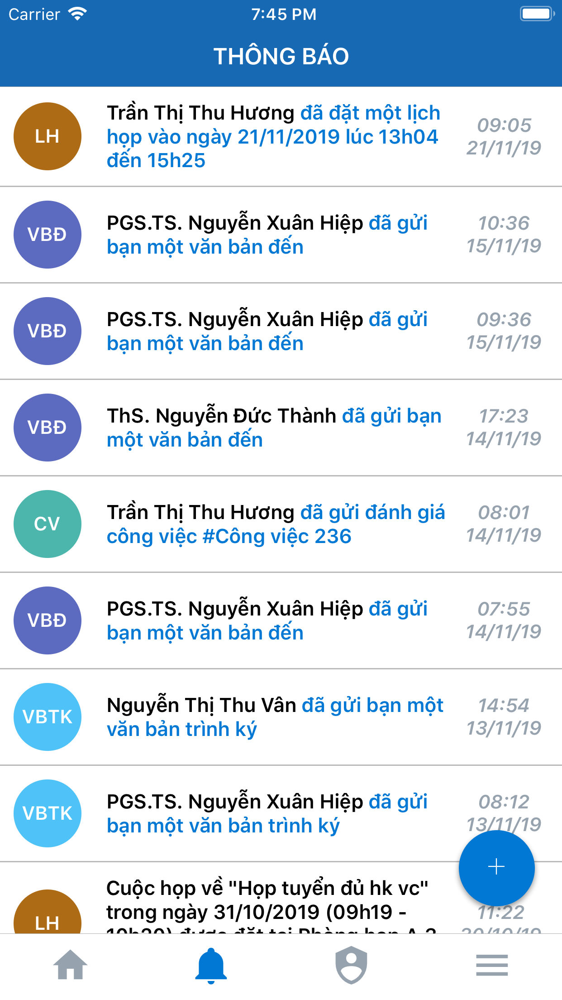 Carrier
7:45 PM
THÔNG BÁO
LH
Trần Thị Thu Hương đã đặt một lịch
họp vào ngày 21/11/2019 lúc 13h04
đến 15h25
09:05
21/11/19
VBĐ
PGS.TS. Nguyễn Xuân Hiệp đã gửi
bạn một văn bản đến
10:36
15/11/19
VBĐ
PGS.TS. Nguyễn Xuân Hiệp đã gửi
bạn một văn bản đến
09:36
15/11/19
VBĐ
ThS. Nguyễn Đức Thành đã gửi bạn
một văn bản đến
17:23
14/11/19
CV
Trần Thị Thu Hương đã gửi đánh giá
công việc #Công việc 236
08:01
14/11/19
VBĐ
PGS.TS. Nguyễn Xuân Hiệp đã gửi
bạn một văn bản đến
07:55
14/11/19
VBTK
Nguyễn Thị Thu Vân đã gửi bạn một
văn bản trình ký
14:54
13/11/19
VBTK
PGS.TS. Nguyễn Xuân Hiệp đã gửi
bạn một văn bản trình ký
08:12
13/11/19
LH
Cuộc họp về "Họp tuyển đủ hk vc"
trong ngày 31/10/2019 (09h19 -
được đặt tại Phòng họp A.3
11:22
30/10/19